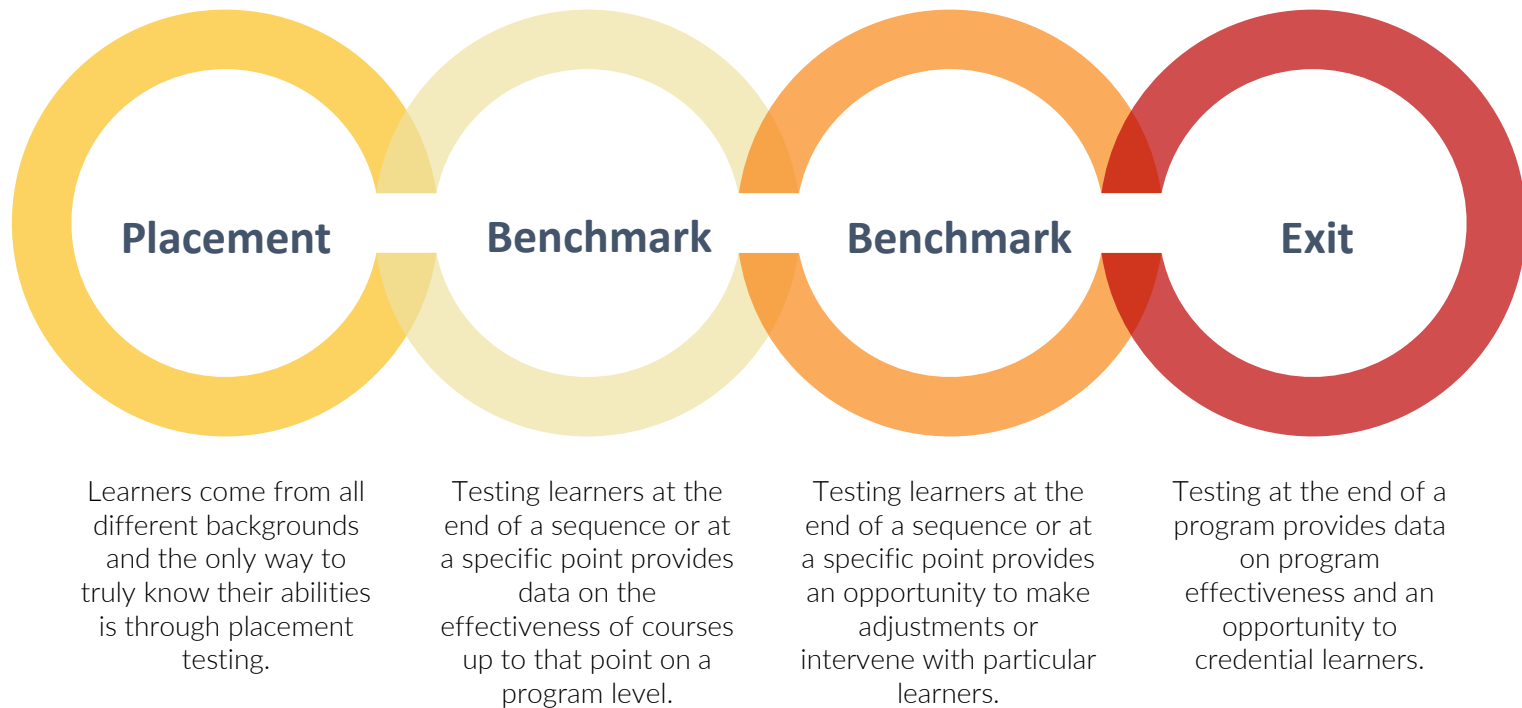 Placement
Benchmark
Benchmark
Exit
Learners come from all
different backgrounds
and the only way to
truly know their abilities
is through placement
testing.
Testing learners at the
end of a sequence or at
a specific point provides
data on the
effectiveness of courses
up to that point on a
program level.
Testing learners at the
end of a sequence or at
a specific point provides
an opportunity to make
adjustments or
intervene with particular
learners.
Testing at the end of a
program provides data
on program
effectiveness and an
opportunity to
credential learners.